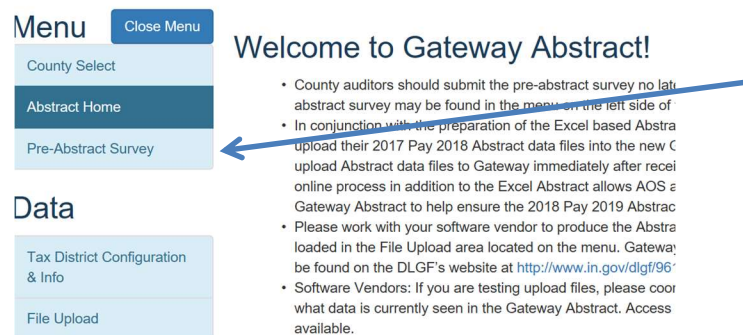 Menu
Close Menu
County Select
Abstract Home
Pre-Abstract Survey
Data
Tax District Configuration
& Info
File Upload
Welcome to Gateway Abstract!
• County auditors should submit the pre-abstract survey no
abstract survey may be found in the menu on the left side of
• In conjunction with the preparation of the Excel based
upload their 2017 Pay 2018 Abstract data files into the new
upload Abstract data files to Gateway immediately after
online process in addition to the Excel Abstract allows AOS
Gateway Abstract to help ensure the 2018 Pay 2019
• Please work with your software vendor to produce the
loaded in the File Upload area located on the menu.
be found on the DLGF's website at http://www.in.gov/dlgf/96
• Software Vendors: If you are testing upload files, please
what data is currently seen in the Gateway Abstract. Access
available.